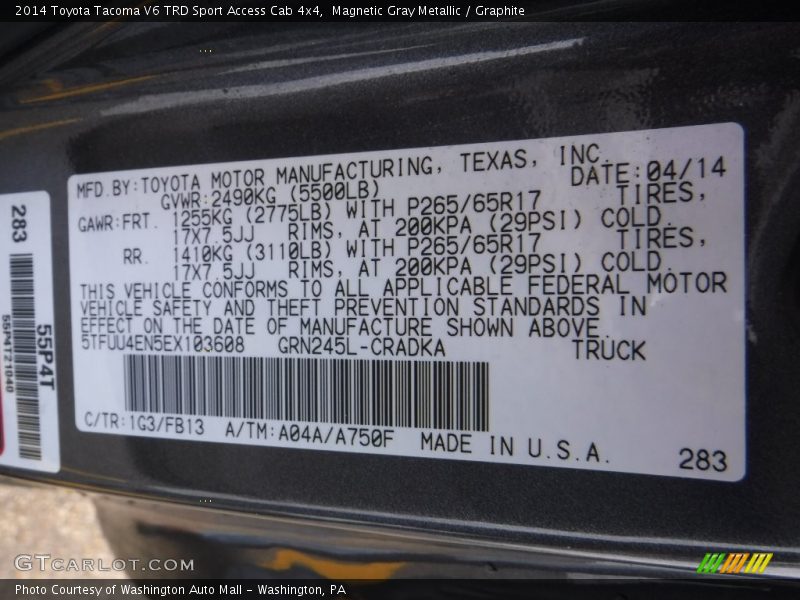 2014 Toyota Tacoma V6 TRD Sport Access Cab 4x4,  Magnetic Gray Metallic / Graphite
MFD.BY:TOYOTA MOTOR MANUFACTURING, TEXAS, INC.
GVWR:2490KG (5500LB) DATE:04/14
GAWR:FRT. 1255KG (2775LB) WITH P265/65R17 TIRES,
17X7.5JJ RIMS, AT 200KPA (29PSI) COLD.
RR. 1410KG (3110LB) WITH P265/65R17 TIRES,
17X7.5JJ RIMS, AT 200KPA (29PSI) COLD.
THIS VEHICLE CONFORMS TO ALL APPLICABLE FEDERAL MOTOR
VEHICLE SAFETY AND THEFT PREVENTION STANDARDS IN
EFFECT ON THE DATE OF MANUFACTURE SHOWN ABOVE.
5TFUU4EN5EX103608 GRN245L-CRADKA TRUCK
C/TR:1G3/FB13 A/TM:A04A/A750F MADE IN U.S.A.
283
283
55P4T
55P4T21040
GTCARLOT.COM
Photo Courtesy of Washington Auto Mall - Washington, PA